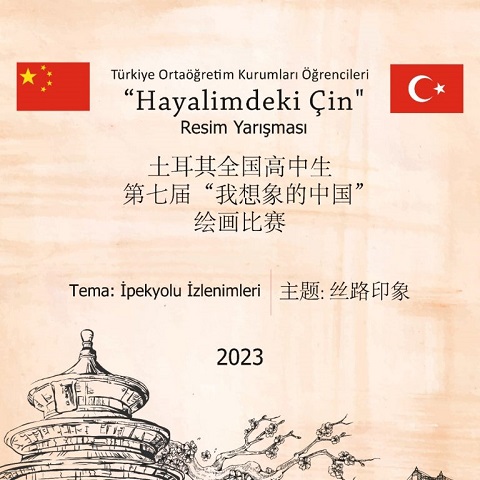 Türkiye Ortaöğretim Kurumları Öğrencileri
“Hayalimdeki Çin"
Resim Yarışması
土耳其全国高中生
第七届“我想象的中国”
绘画比赛
Tema: İpekyolu İzlenimleri
主题: 丝路印象
2023